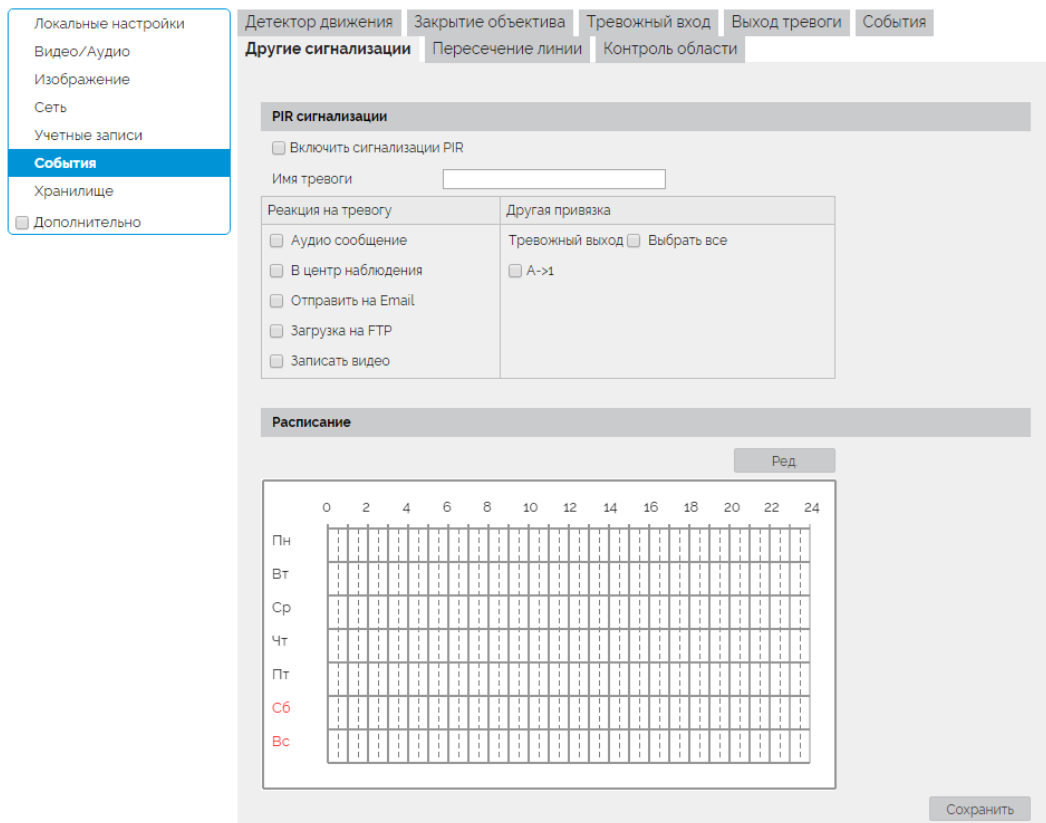 Локальные настройки
Видео/Аудио
Изображение
Сеть
Учетные записи
События
Хранилище
Дополнительно
Детектор движения Закрытие объектива Тревожный вход Выход тревоги События
Другие сигнализации Пересечение линии Контроль области
PIR сигнализации
Включить сигнализации PIR
Имя тревоги
Реакция на тревогу Другая привязка
Аудио сообщение Тревожный выход Выбрать все
В центр наблюдения A->1
Отправить на Email
Загрузка на FTP
Записать видео
Расписание
Ред
0 2 4 6 8 10 12 14 16 18 20 22 24
Пн
Вт
Ср
Чт
Пт
Сб
Вс
Сохранить